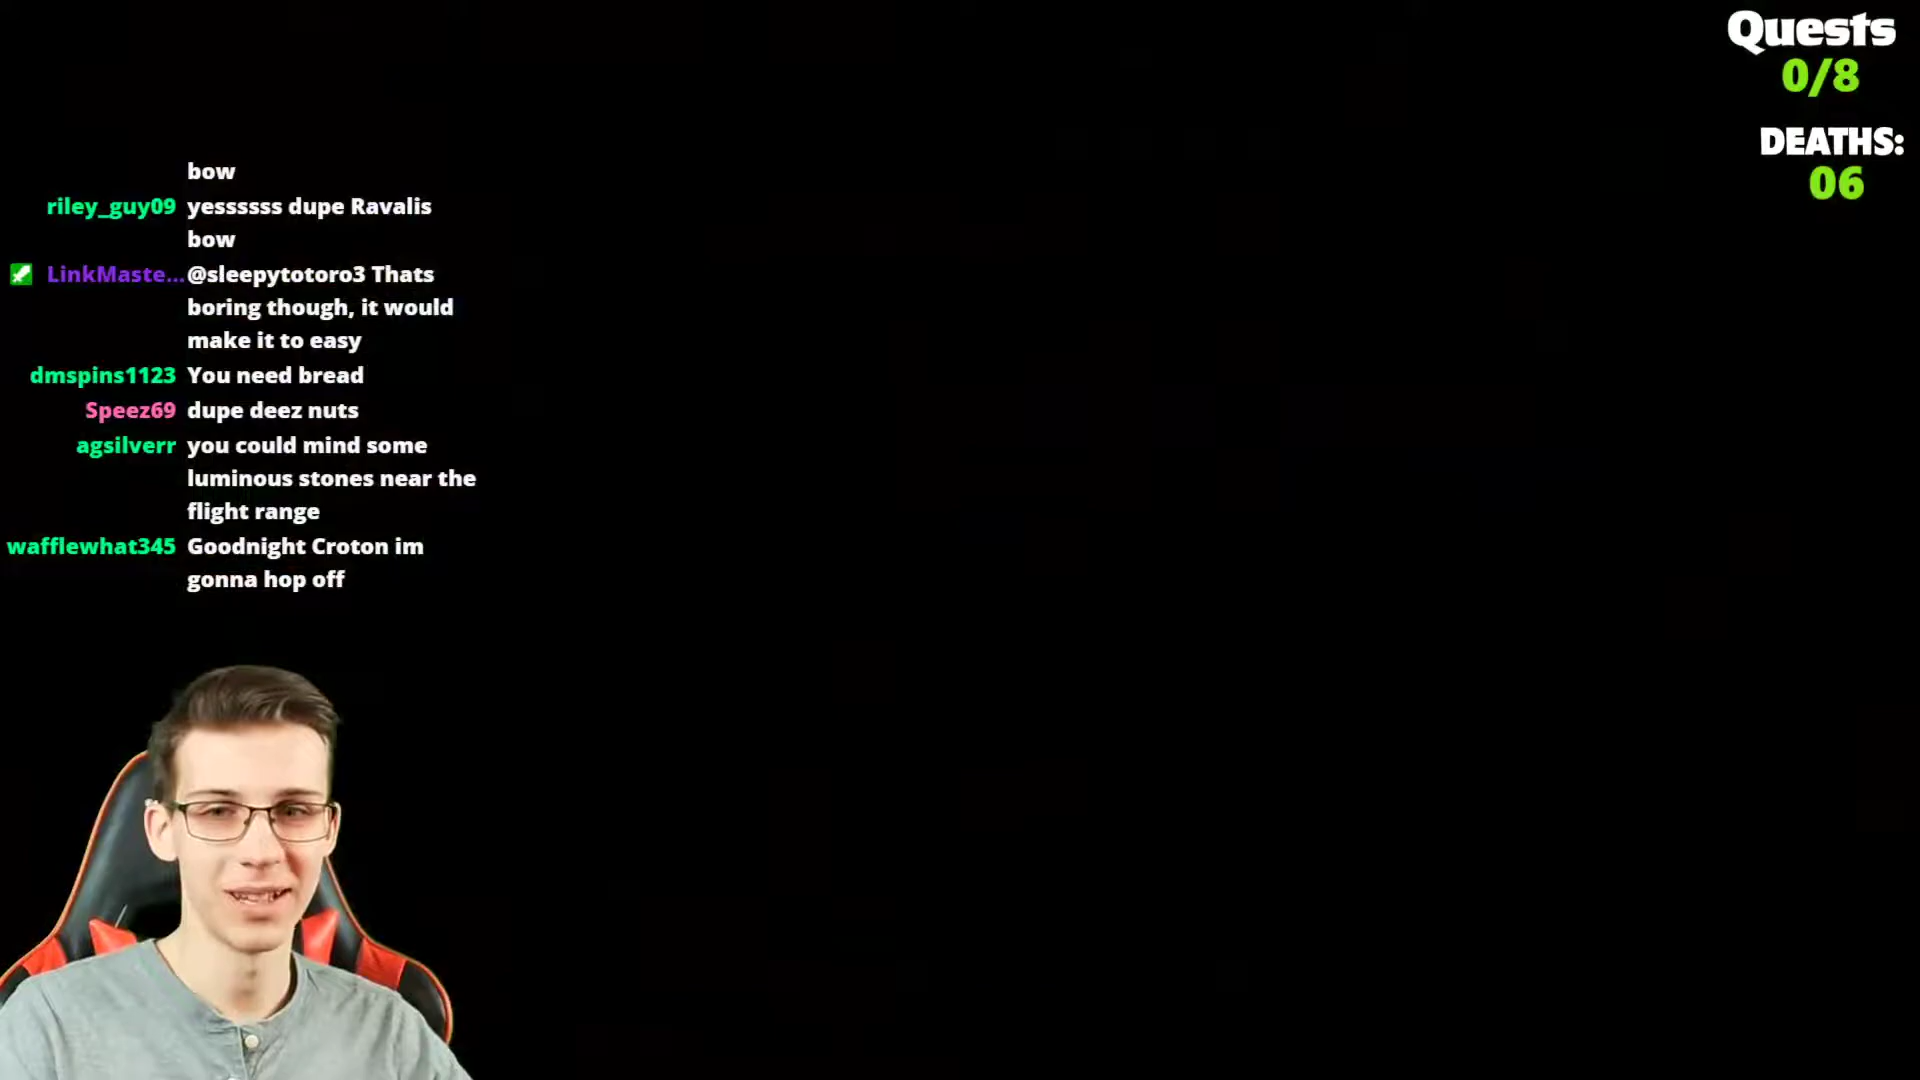 Quests
0/8
DEATHS:
06
bow
riley_guy09 yessssss dupe Ravalis
bow
LinkMaste... @sleepytotoro3 Thats
boring though, it would
make it to easy
dmspins1123 You need bread
Speez69 dupe deez nuts
agsilverr you could mind some
luminous stones near the
flight range
wafflewhat345 Goodnight Croton im
gonna hop off